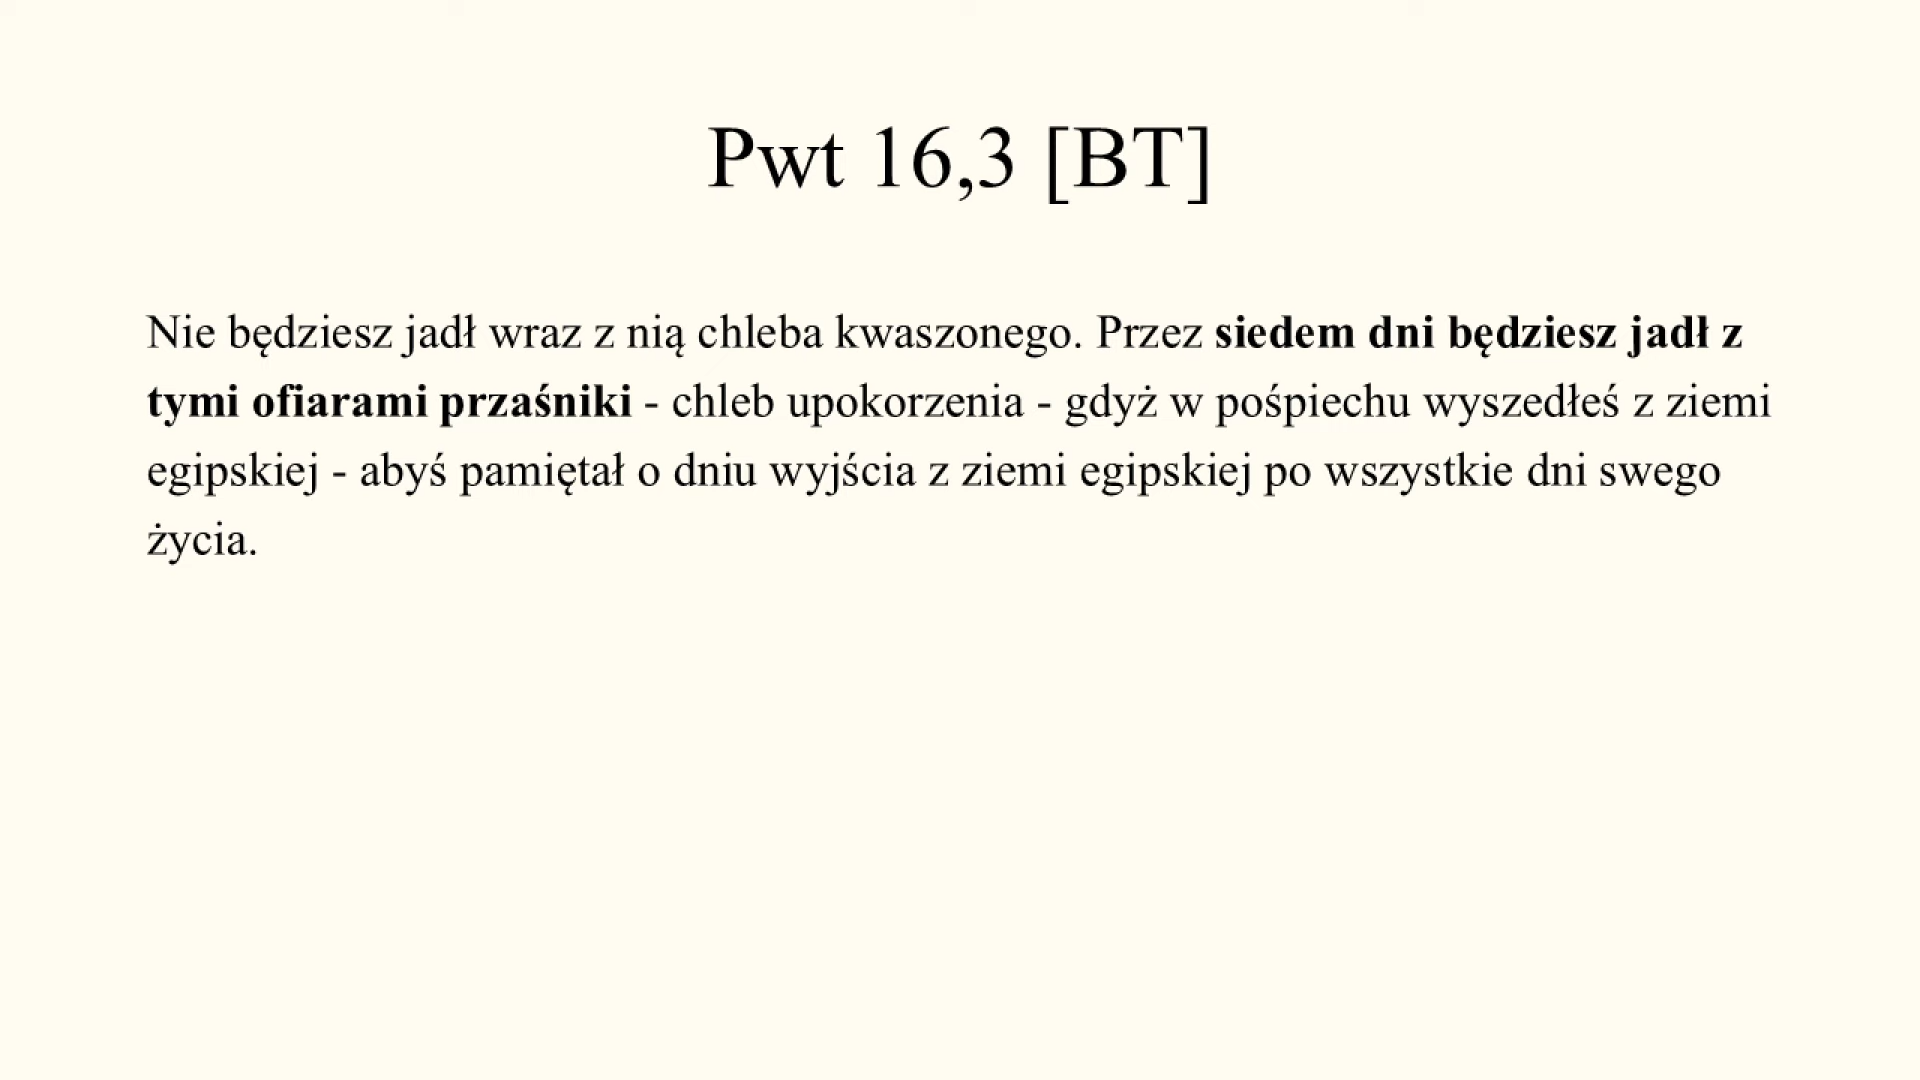 Pwt 16,3 [BT]
Nie będziesz jadł wraz z nią chleba kwaszonego. Przez siedem dni będziesz jadł z
tymi ofiarami przaśniki - chleb upokorzenia - gdyż w pośpiechu wyszedłeś z ziemi
egipskiej - abyś pamiętał o dniu wyjścia z ziemi egipskiej po wszystkie dni swego
życia.